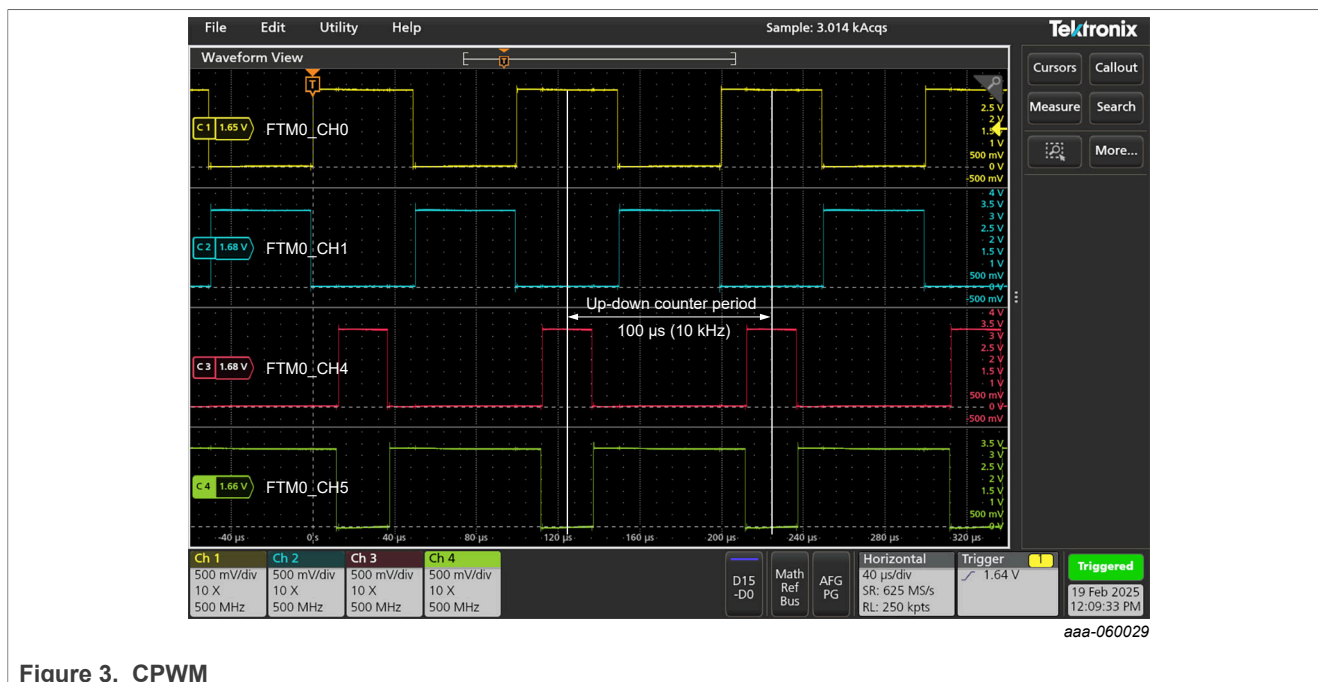 File Edit Utility Help Sample: 3.014 kAcqs Tektronix
Waveform View
T
T
Cursors Callout
Measure Search
More...
C 1 1.65 V FTM0_CH0
2.5 V
2 V
1 V
500 mV
0 V
-500 mV
C 2 1.68 V FTM0_CH1
4 V
3.5 V
3 V
2.5 V
2 V
1.5 V
1 V
500 mV
0 V
-500 mV
Up-down counter period
100 µs (10 kHz)
C 3 1.68 V FTM0_CH4
4 V
3.5 V
3 V
2.5 V
2 V
1.5 V
1 V
500 mV
0 V
-500 mV
C 4 1.66 V FTM0_CH5
3.5 V
3 V
2.5 V
2 V
1.5 V
1 V
500 mV
0 V
-40 µs 0 s 40 µs 80 µs 120 µs 160 µs 200 µs 240 µs 280 µs 320 µs
Ch 1 Ch 2 Ch 3 Ch 4 Horizontal Trigger 1
500 mV/div 500 mV/div 500 mV/div 500 mV/div D15 Math AFG 40 µs/div 1.64 V Triggered
10 X 10 X 10 X 10 X -D0 Ref PG SR: 625 MS/s 19 Feb 2025
500 MHz 500 MHz 500 MHz 500 MHz Bus RL: 250 kpts 12:09:33 PM
aaa-060029
Figure 3. CPWM